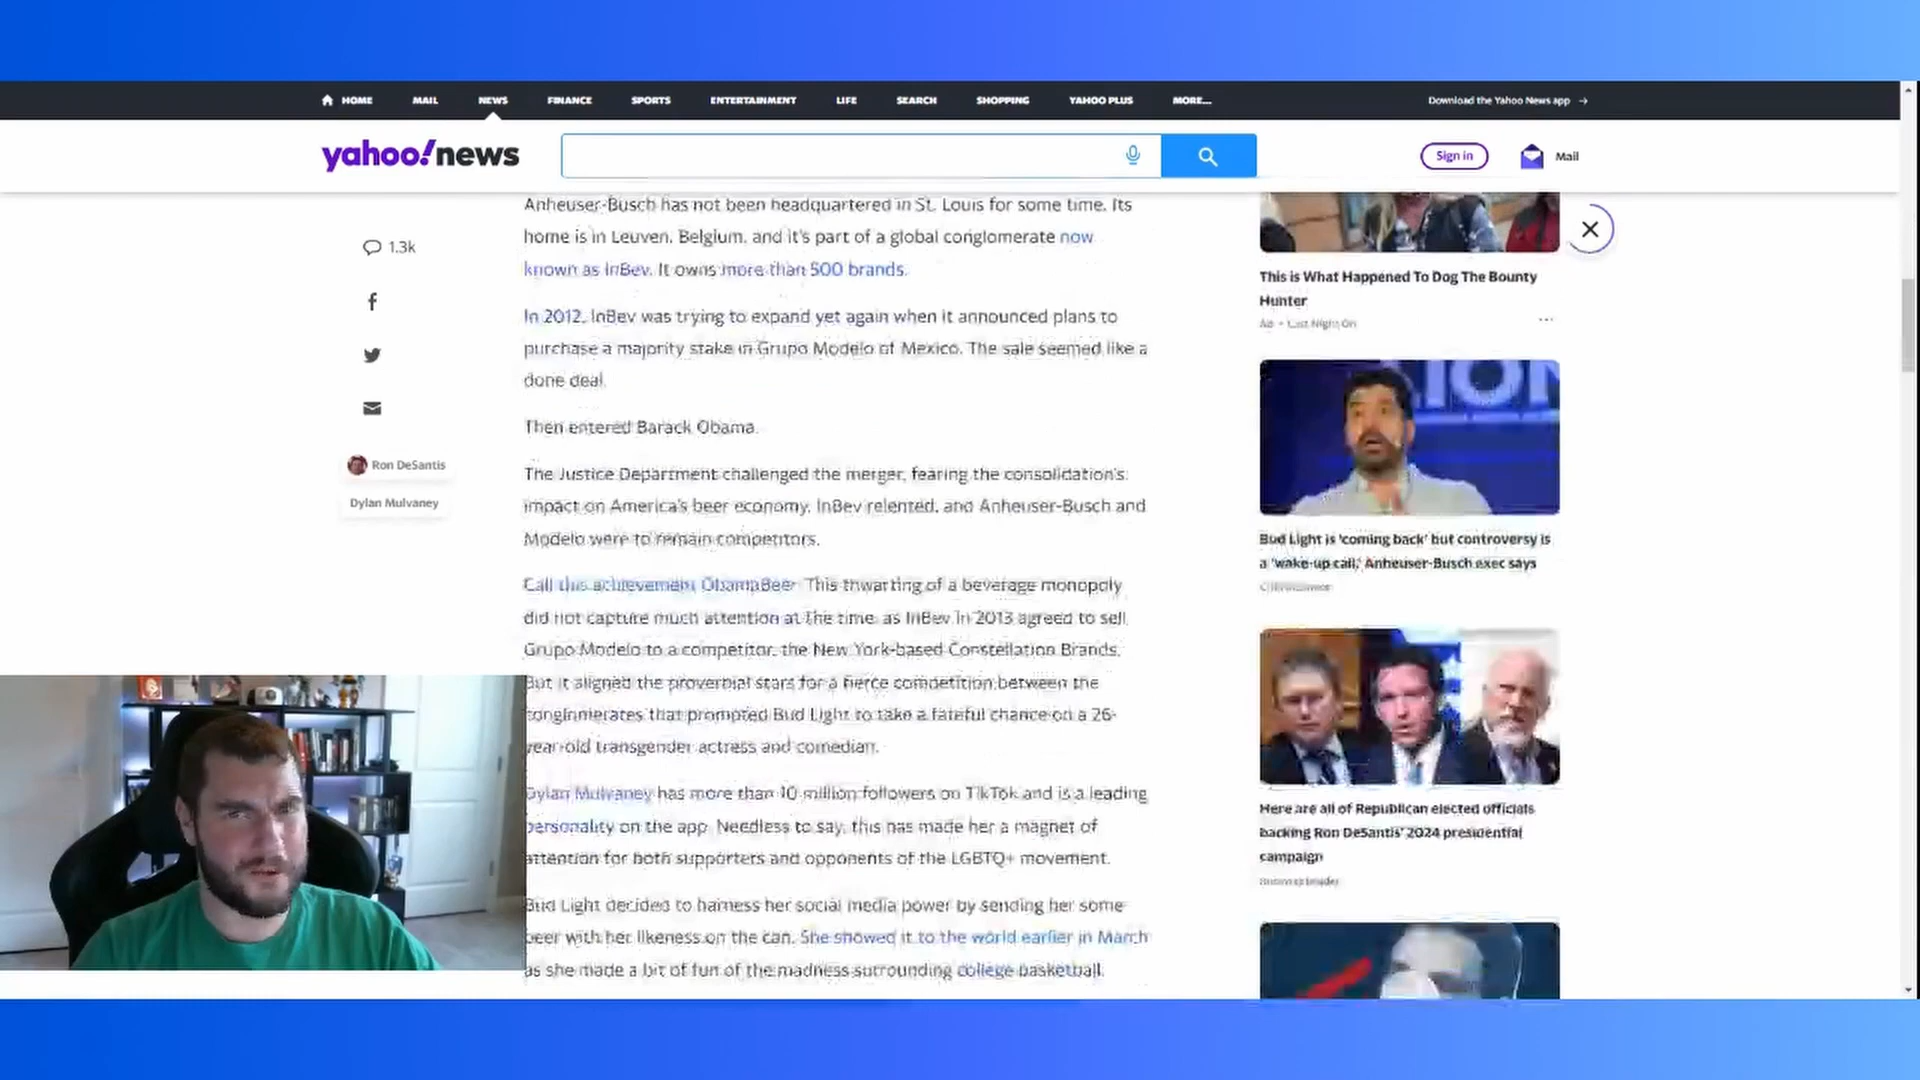 HOME MAIL NEWS FINANCE SPORTS ENTERTAINMENT LIFE SEARCH SHOPPING YAHOO PLUS MORE... Download the Yahoo News app →
yahoo!news
Sign in
Mail
1.3k
Ron DeSantis
Dylan Mulvaney
Anheuser-Busch has not been headquartered in St. Louis for some time. Its
home is in Leuven, Belgium, and it's part of a global conglomerate now
known as InBev. It owns more than 500 brands.
In 2012, InBev was trying to expand yet again when it announced plans to
purchase a majority stake in Grupo Modelo of Mexico. The sale seemed like a
done deal.
Then entered Barack Obama.
The Justice Department challenged the merger, fearing the consolidation's
impact on America's beer economy. InBev relented, and Anheuser-Busch and
Modelo were to remain competitors.
Call this achievement ObamaBeer. This thwarting of a beverage monopoly
did not capture much attention at the time, as InBev in 2013 agreed to sell
Grupo Modelo to a competitor, the New York-based Constellation Brands.
But it aligned the proverbial stars for a fierce competition between the
conglomerates that prompted Bud Light to take a fateful chance on a 26-
year-old transgender actress and comedian.
Dylan Mulvaney has more than 10 million followers on TikTok and is a leading
personality on the app. Needless to say, this has made her a magnet of
attention for both supporters and opponents of the LGBTQ+ movement.
Bud Light decided to harness her social media power by sending her some
beer with her likeness on the can. She showed it to the world earlier in March
as she made a bit of fun of the madness surrounding college basketball.
This is What Happened To Dog The Bounty
Hunter
Ad • Last Night On
...
LION
Bud Light is 'coming back' but controversy is
a 'wake-up call,' Anheuser-Busch exec says
Here are all of Republican elected officials
backing Ron DeSantis' 2024 presidential
campaign
Business Insider